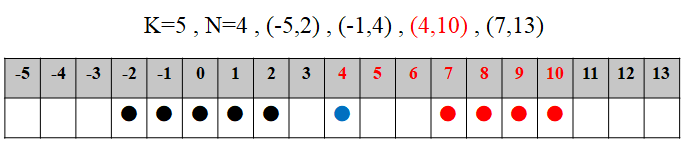 K=5 , N=4 , (-5,2) , (-1,4) , (4,10) , (7,13)
-5 -4 -3 -2 -1 0 1 2 3 4 5 6 7 8 9 10 11 12 13